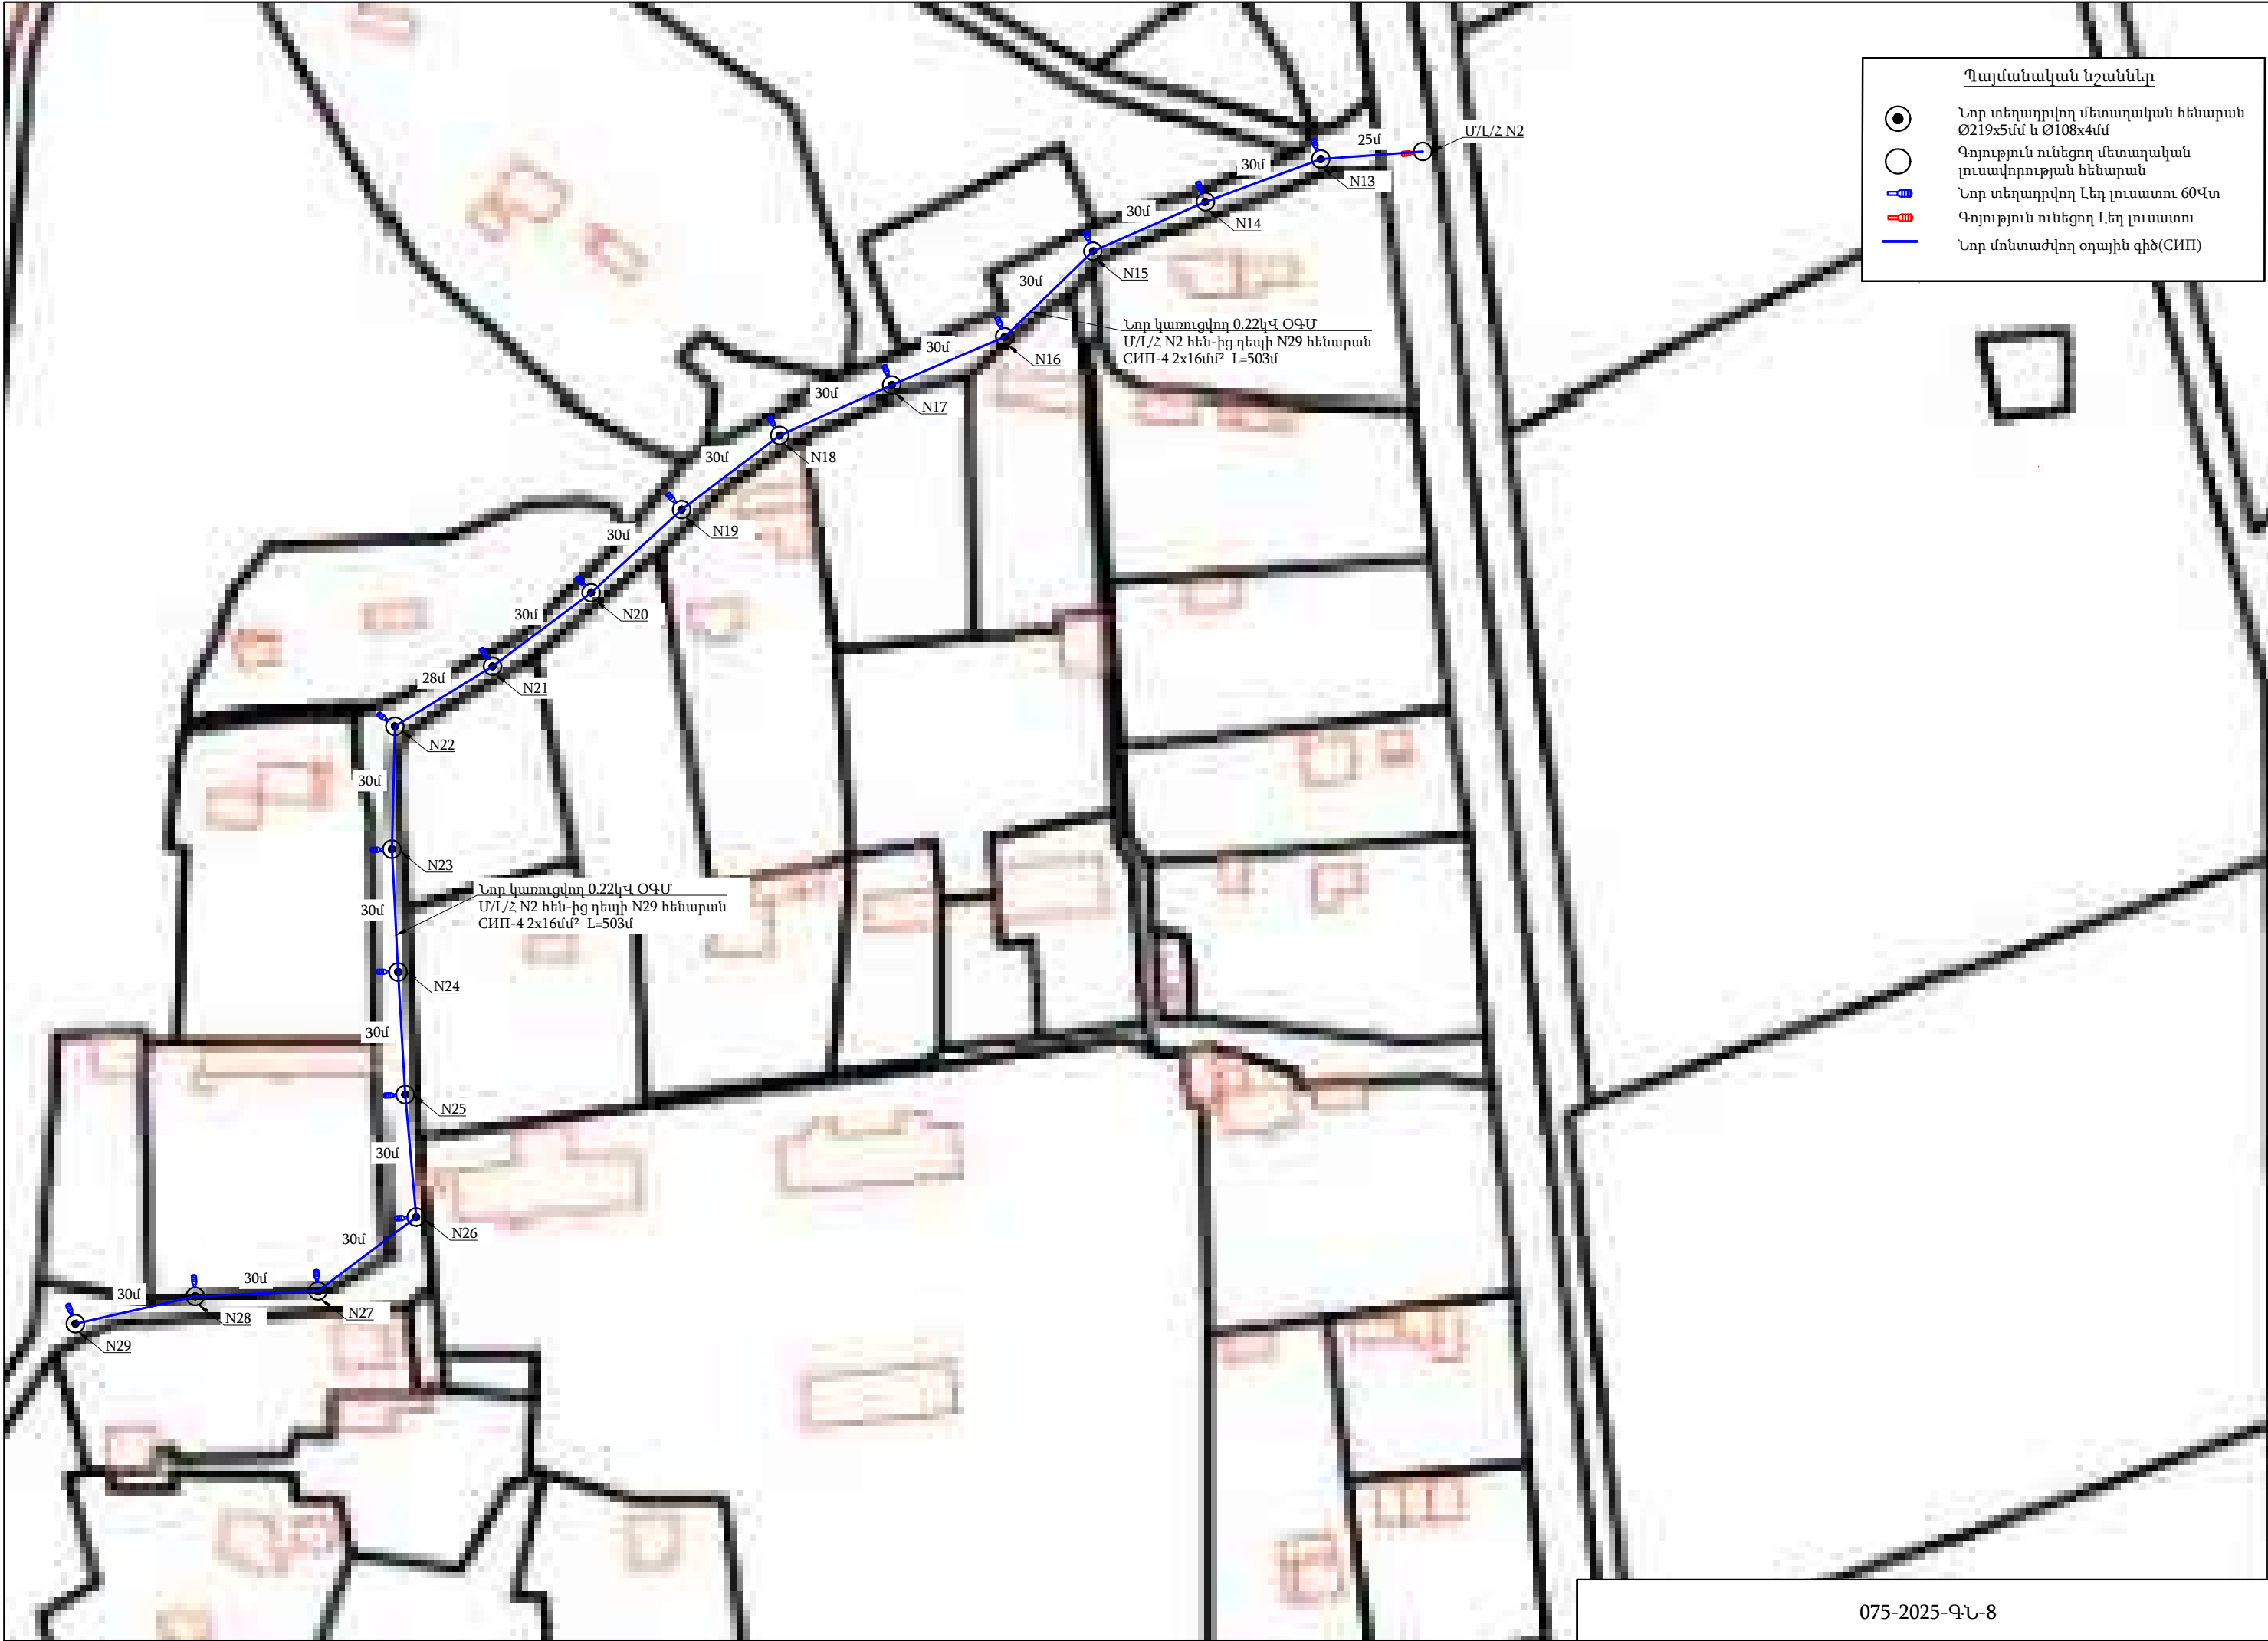 Պայմանական նշաններ
Նոր տեղադրվող մետաղական հենարան
Ø219x5մմ և Ø108x4մմ
Գոյություն ունեցող մետաղական
լուսավորության հենարան
Նոր տեղադրվող Լեդ լուսատու 60Վտ
Գոյություն ունեցող Լեդ լուսատու
Նոր մոնտաժվող օդային գիծ(СИП)
Մ/Լ/Հ N2
25մ
N13
30մ
N14
30մ
N15
30մ
Նոր կառուցվող 0.22կՎ ՕԳՄ
Մ/Լ/Հ N2 հեն-ից դեպի N29 հենարան
СИП-4 2x16մմ² L=503մ
N16
30մ
N17
30մ
N18
30մ
N19
30մ
N20
30մ
N21
28մ
N22
30մ
N23
Նոր կառուցվող 0.22կՎ ՕԳՄ
Մ/Լ/Հ N2 հեն-ից դեպի N29 հենարան
СИП-4 2x16մմ² L=503մ
30մ
N24
30մ
N25
30մ
N26
30մ
N27
30մ
N28
30մ
N29
075-2025-ԳՆ-8